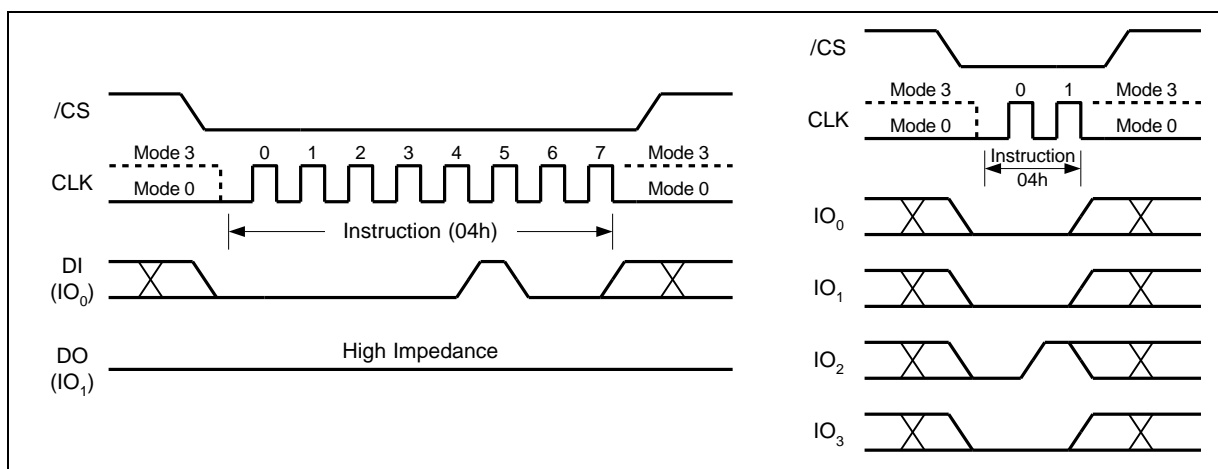 /CS
Mode 3
0 1 2 3 4 5 6 7
Mode 3
CLK
Mode 0
Mode 0
Instruction (04h)
DI
(IO0)
DO
(IO1)
High Impedance
/CS
Mode 3
0 1
Mode 3
CLK
Mode 0
Mode 0
Instruction
04h
IO0
IO1
IO2
IO3